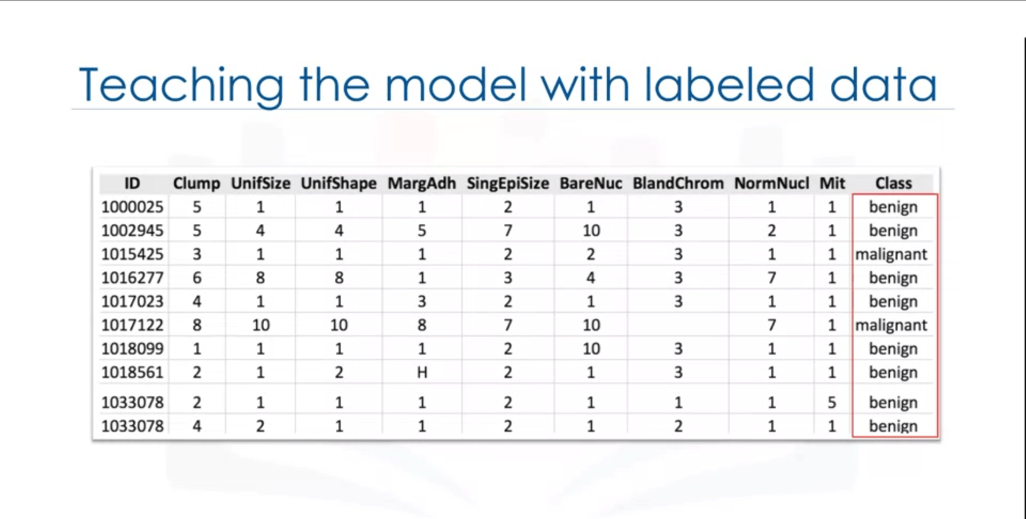 Teaching the model with labeled data
ID Clump UnifSize UnifShape MargAdh SingEpiSize BareNuc BlandChrom NormNucl Mit Class
1000025 5 1 1 1 2 1 3 1 1 benign
1002945 5 4 4 5 7 10 3 2 1 benign
1015425 3 1 1 1 2 2 3 1 1 malignant
1016277 6 8 8 1 3 4 3 7 1 benign
1017023 4 1 1 3 2 1 3 1 1 benign
1017122 8 10 10 8 7 10 7 1 malignant
1018099 1 1 1 1 2 10 3 1 1 benign
1018561 2 1 2 H 2 1 3 1 1 benign
1033078 2 1 1 1 2 1 1 1 5 benign
1033078 4 2 1 1 2 1 2 1 1 benign